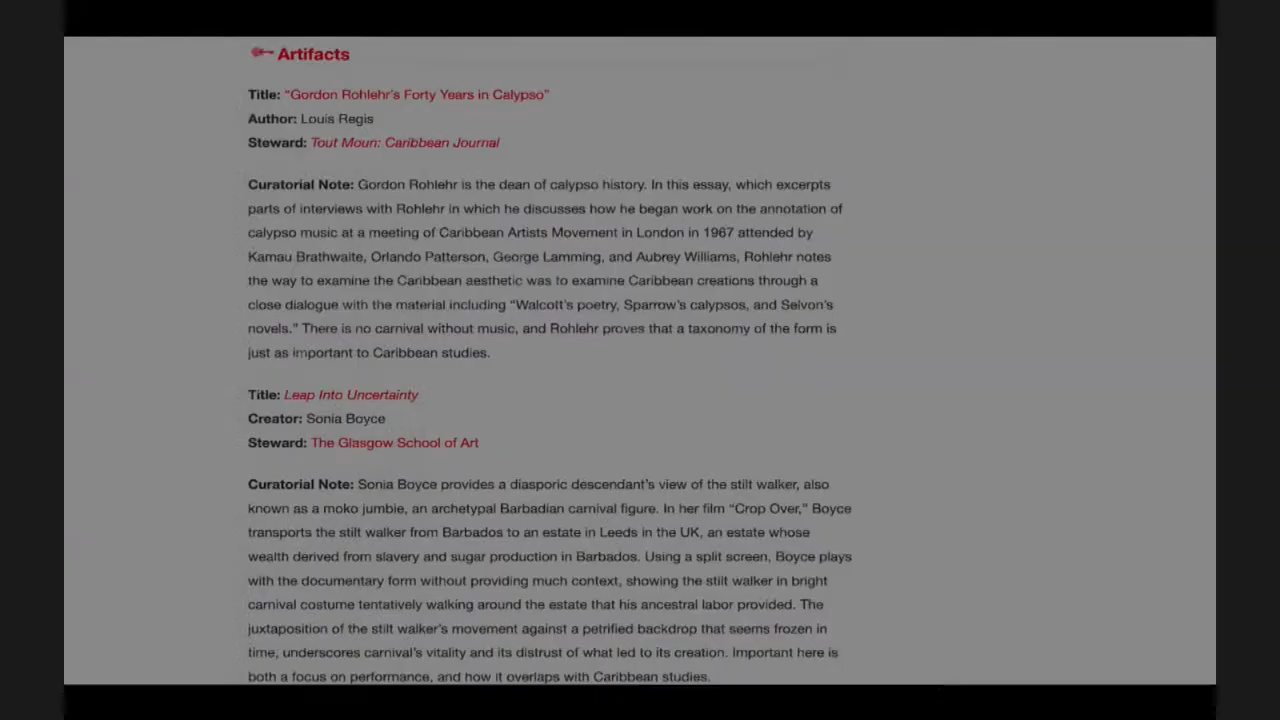 Artifacts
Title: “Gordon Rohlehr’s Forty Years in Calypso”
Author: Louis Regis
Steward: Tout Moun: Caribbean Journal
Curatorial Note: Gordon Rohlehr is the dean of calypso history. In this essay, which excerpts
parts of interviews with Rohlehr in which he discusses how he began work on the annotation of
calypso music at a meeting of Caribbean Artists Movement in London in 1967 attended by
Kamau Brathwaite, Orlando Patterson, George Lamming, and Aubrey Williams, Rohlehr notes
the way to examine the Caribbean aesthetic was to examine Caribbean creations through a
close dialogue with the material including “Walcott’s poetry, Sparrow’s calypsos, and Selvon’s
novels.” There is no carnival without music, and Rohlehr proves that a taxonomy of the form is
just as important to Caribbean studies.
Title: Leap Into Uncertainty
Creator: Sonia Boyce
Steward: The Glasgow School of Art
Curatorial Note: Sonia Boyce provides a diasporic descendant’s view of the stilt walker, also
known as a moko jumbie, an archetypal Barbadian carnival figure. In her film “Crop Over,” Boyce
transports the stilt walker from Barbados to an estate in Leeds in the UK, an estate whose
wealth derived from slavery and sugar production in Barbados. Using a split screen, Boyce plays
with the documentary form without providing much context, showing the stilt walker in bright
carnival costume tentatively walking around the estate that his ancestral labor provided. The
juxtaposition of the stilt walker’s movement against a petrified backdrop that seems frozen in
time, underscores carnival’s vitality and its distrust of what led to its creation. Important here is
both a focus on performance, and how it overlaps with Caribbean studies.